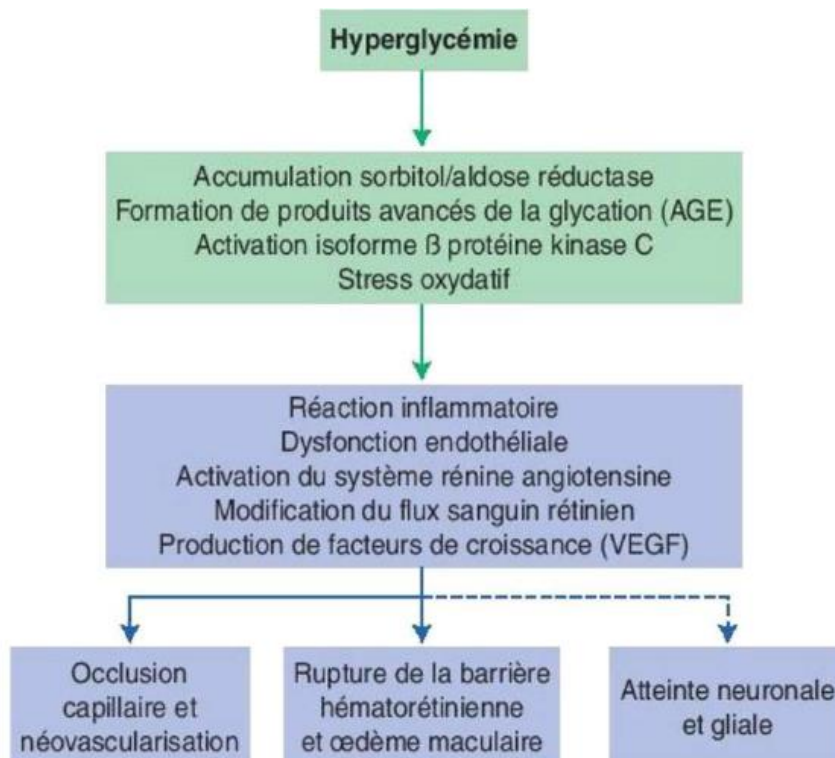 Hyperglycémie
Accumulation sorbitol/aldose réductase
Formation de produits avancés de la glycation (AGE)
Activation isoforme ß protéine kinase C
Stress oxydatif
Réaction inflammatoire
Dysfonction endothéliale
Activation du système rénine angiotensine
Modification du flux sanguin rétinien
Production de facteurs de croissance (VEGF)
Occlusion
capillaire et
néovascularisation
Rupture de la barrière
hématorétinienne
et œdème maculaire
Atteinte neuronale
et gliale